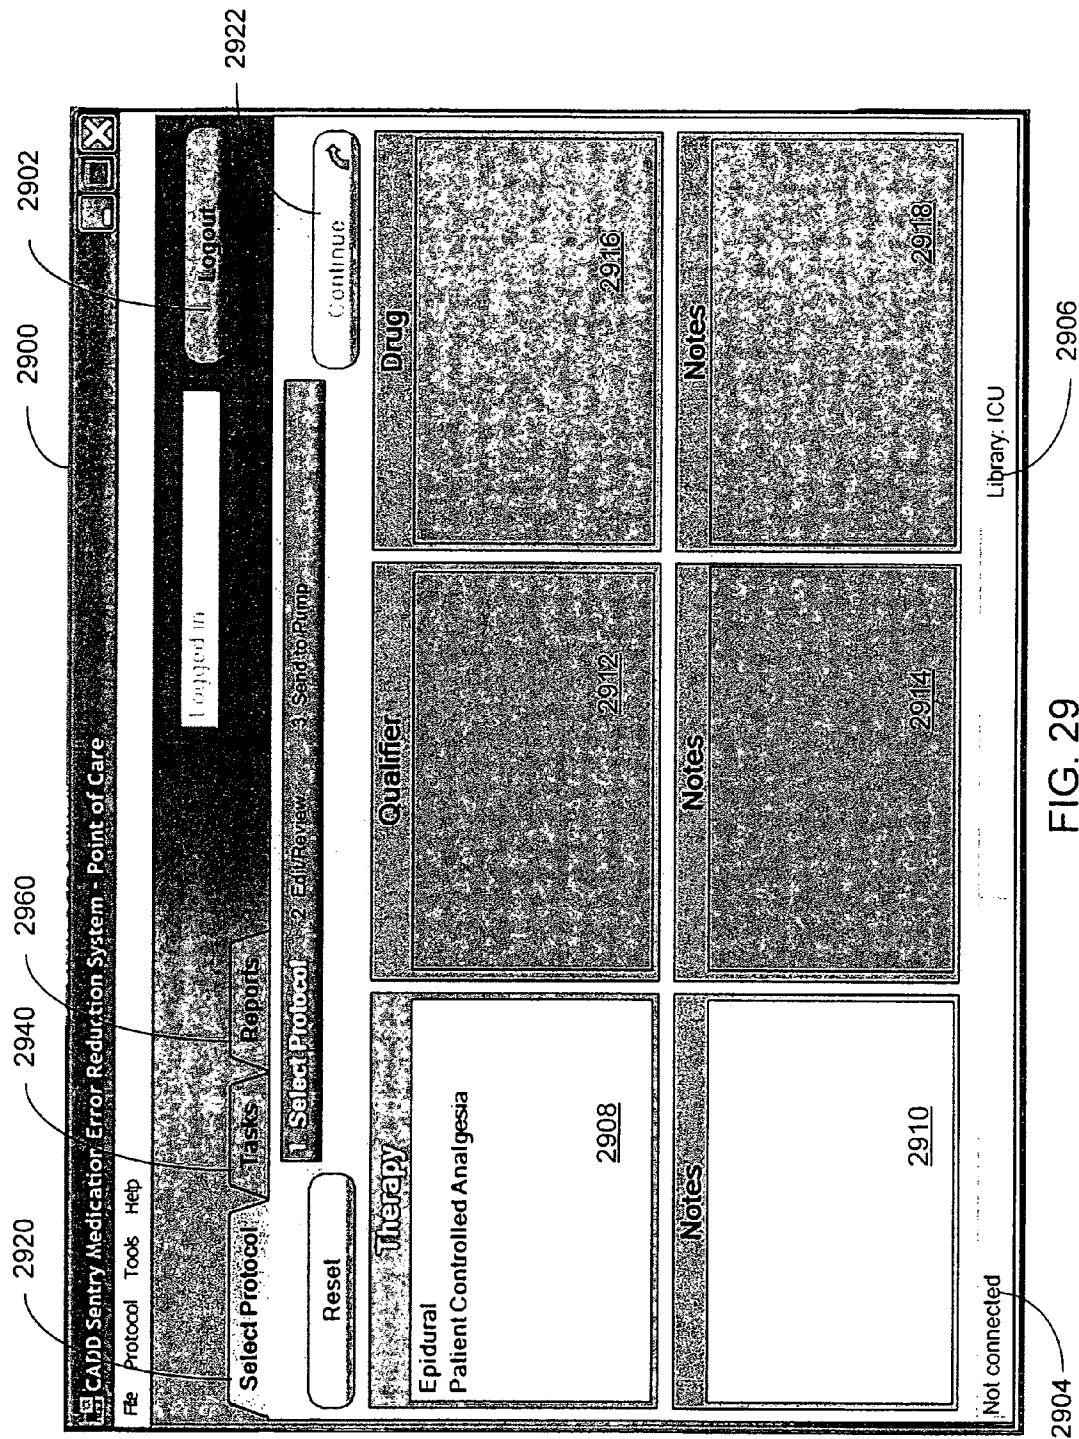 2900
2902
2922
2920
2940
2960
CADD Sentry Medication Error Reduction System - Point of Care
File Protocol Tools Help
Logged in
Logout
Select Protocol
Tasks
Reports
Reset
1. Select Protocol 2. Edit/Review 3. Send to Pump
Continue
Therapy
Qualifier
Drug
Epidural
Patient Controlled Analgesia
2908
2912
2916
Notes
Notes
Notes
2910
2914
2918
Not connected
Library: ICU
2904
2906
FIG. 29